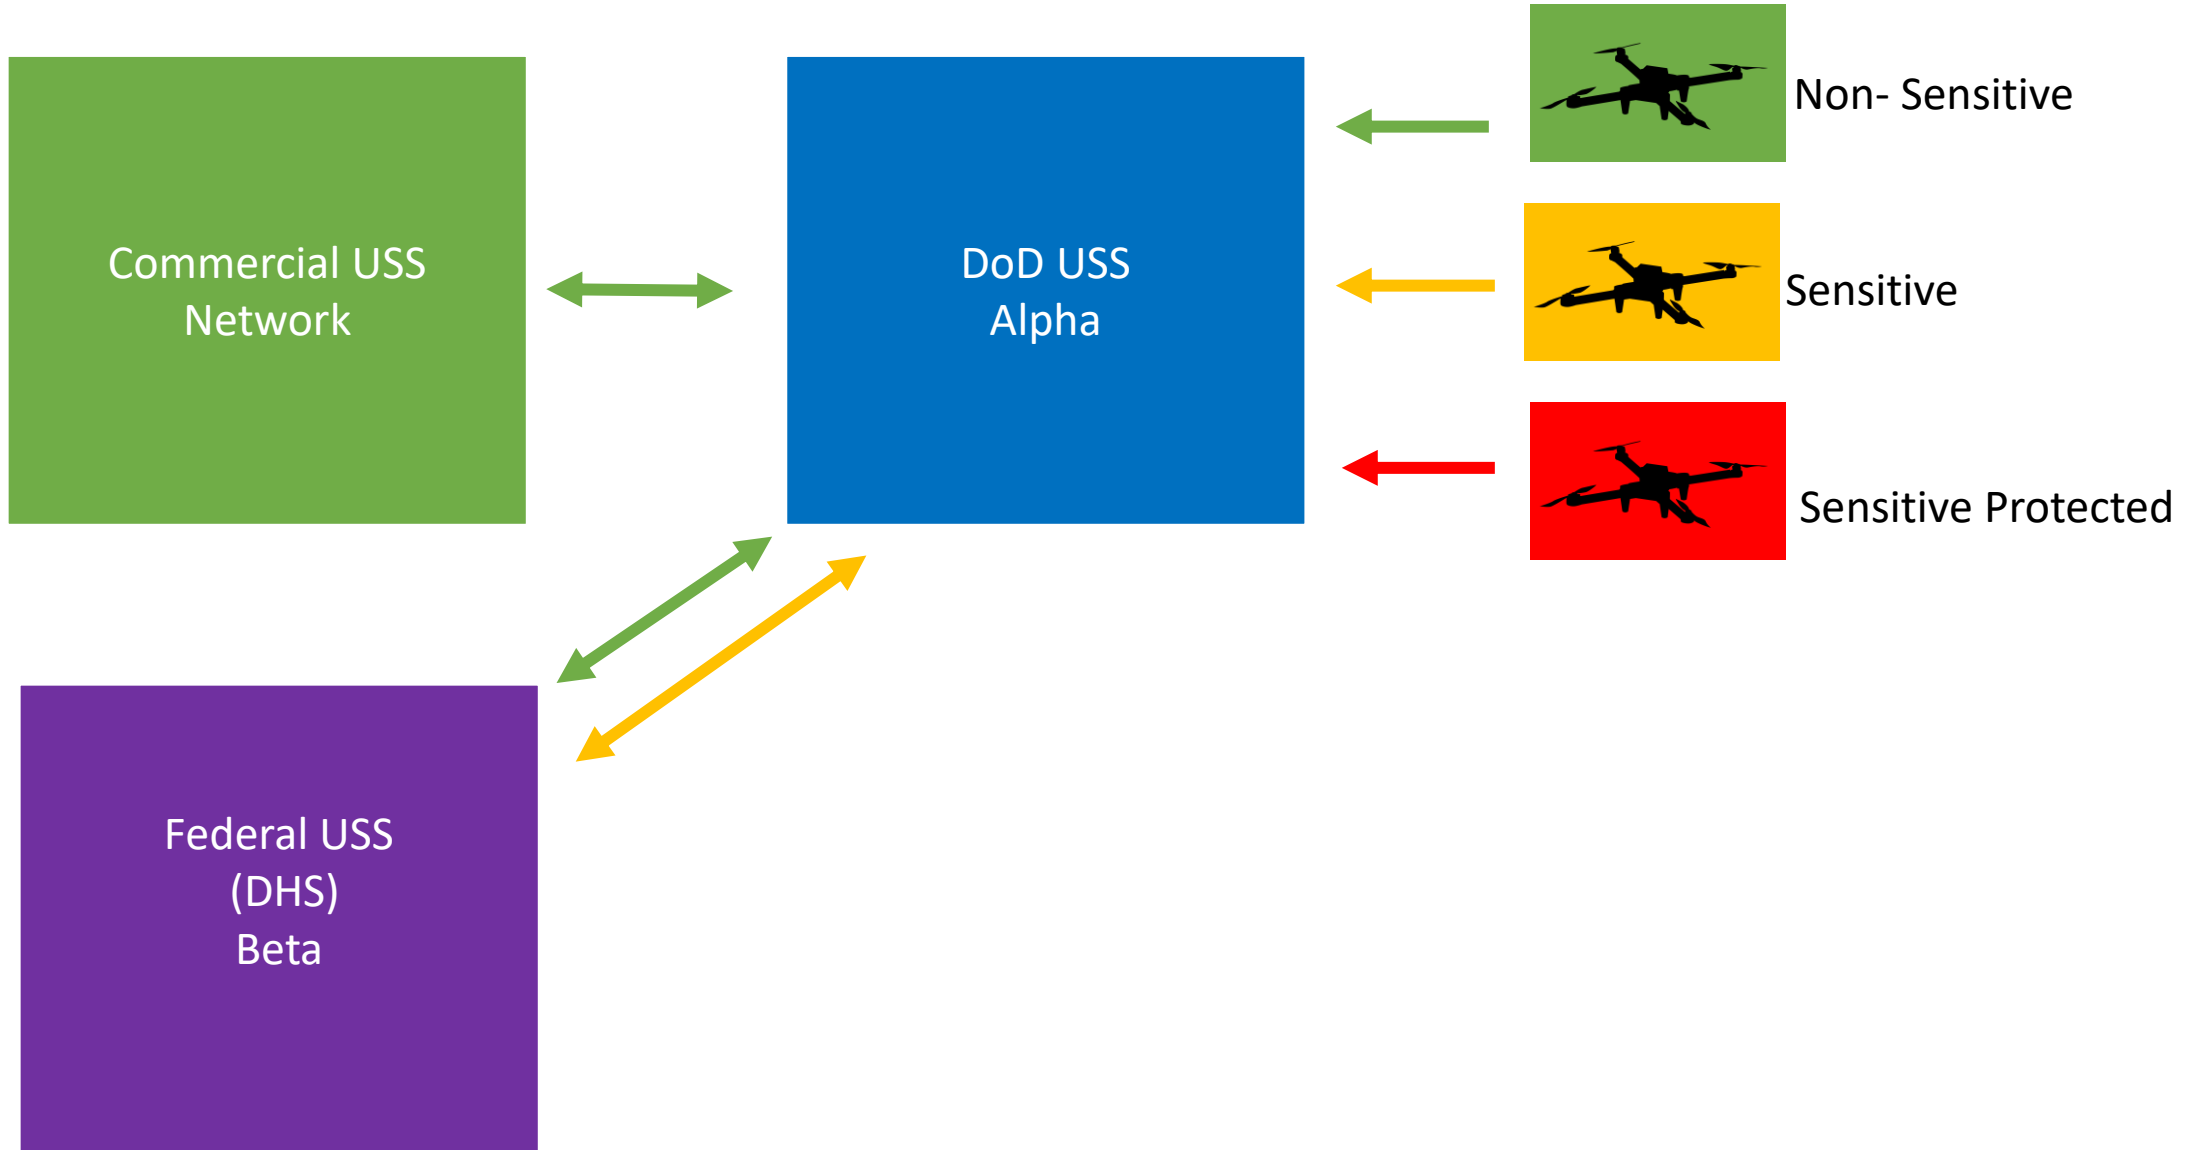 Commercial USS
Network
DoD USS
Alpha
Non- Sensitive
Sensitive
Sensitive Protected
Federal USS
(DHS)
Beta